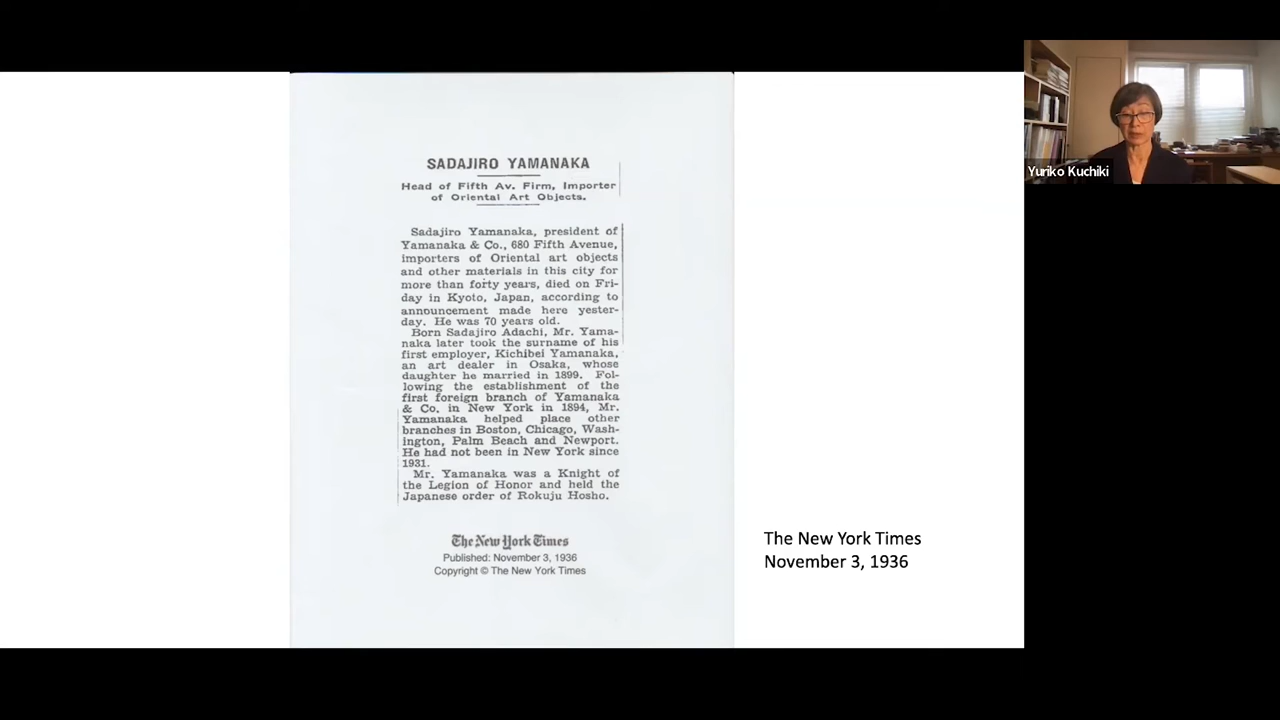 SADAJIRO YAMANAKA
Head of Fifth Av. Firm, Importer
of Oriental Art Objects.
Sadajiro Yamanaka, president of
Yamanaka & Co., 680 Fifth Avenue,
importers of Oriental art objects
and other materials in this city for
more than forty years, died on Fri-
day in Kyoto, Japan, according to
announcement made here yester-
day. He was 70 years old.
Born Sadajiro Adachi, Mr. Yama-
naka later took the surname of his
first employer, Kichibei Yamanaka,
an art dealer in Osaka, whose
daughter he married in 1899. Fol-
lowing the establishment of the
first foreign branch of Yamanaka
& Co. in New York in 1894, Mr.
Yamanaka helped place other
branches in Boston, Chicago, Wash-
ington, Palm Beach and Newport.
He had not been in New York since
1931.
Mr. Yamanaka was a Knight of
the Legion of Honor and held the
Japanese order of Rokuju Hosho.
The New York Times
Published: November 3, 1936
Copyright © The New York Times
The New York Times
November 3, 1936
Yuriko Kuchiki